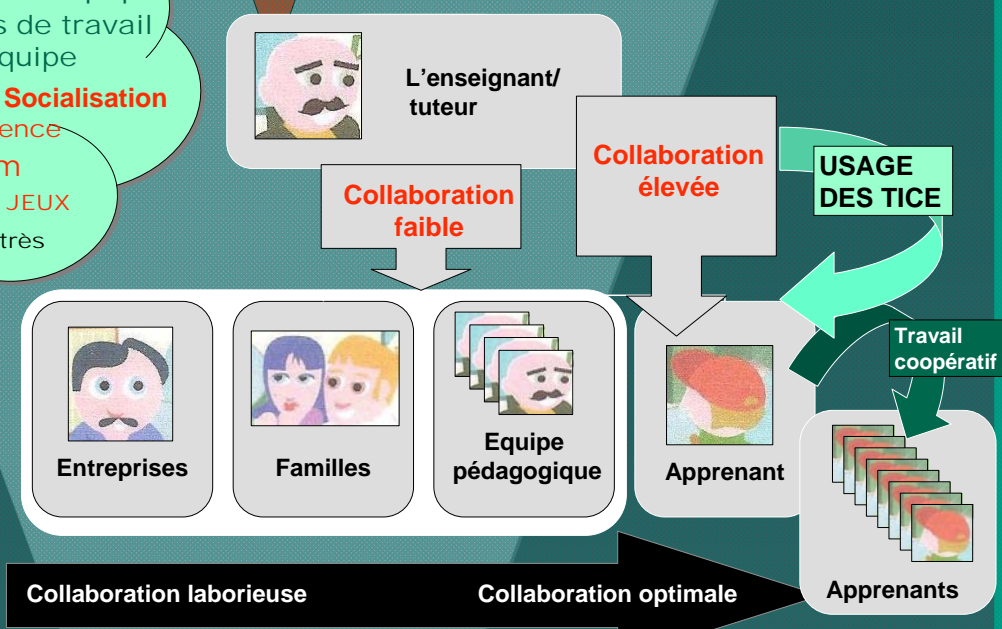 s de travail
quipe
Socialisation
ence
m
JEUX
très
L'enseignant/
tuteur
Collaboration
faible
Collaboration
élevée
USAGE
DES TICE
Travail
coopératif
Entreprises
Familles
Equipe
pédagogique
Apprenant
Apprenants
Collaboration laborieuse
Collaboration optimale